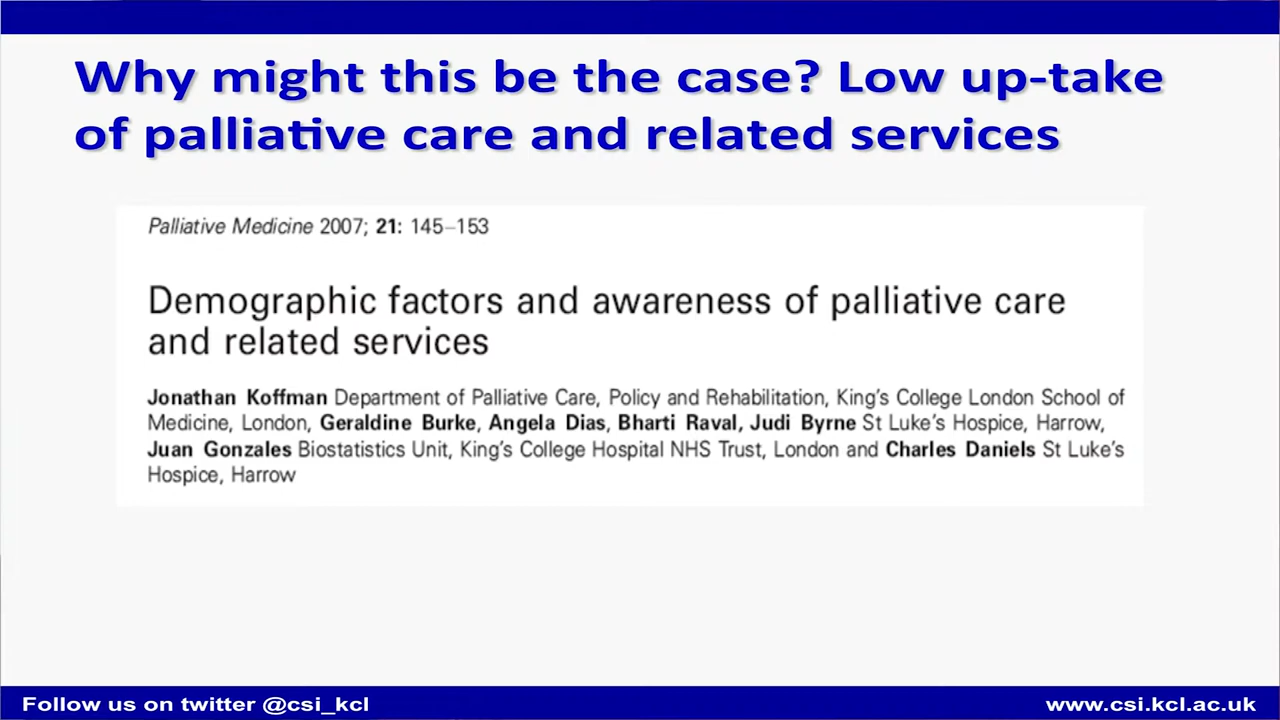 Why might this be the case? Low up-take
of palliative care and related services
Palliative Medicine 2007; 21: 145–153
Demographic factors and awareness of palliative care
and related services
Jonathan Koffman Department of Palliative Care, Policy and Rehabilitation, King's College London School of
Medicine, London, Geraldine Burke, Angela Dias, Bharti Raval, Judi Byrne St Luke's Hospice, Harrow,
Juan Gonzales Biostatistics Unit, King's College Hospital NHS Trust, London and Charles Daniels St Luke's
Hospice, Harrow
Follow us on twitter @csi_kcl
www.csi.kcl.ac.uk